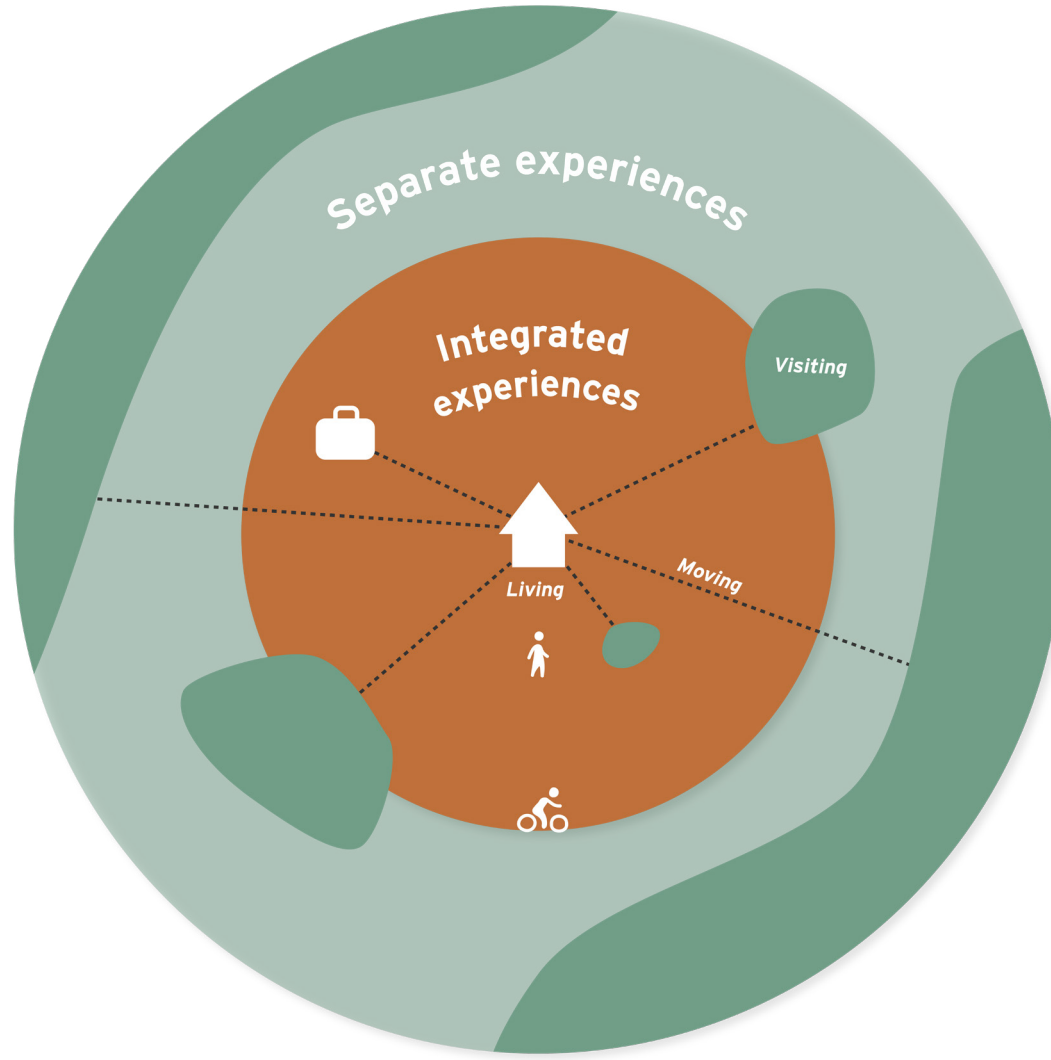 Separate experiences
Integrated
experiences
Visiting
Moving
Living